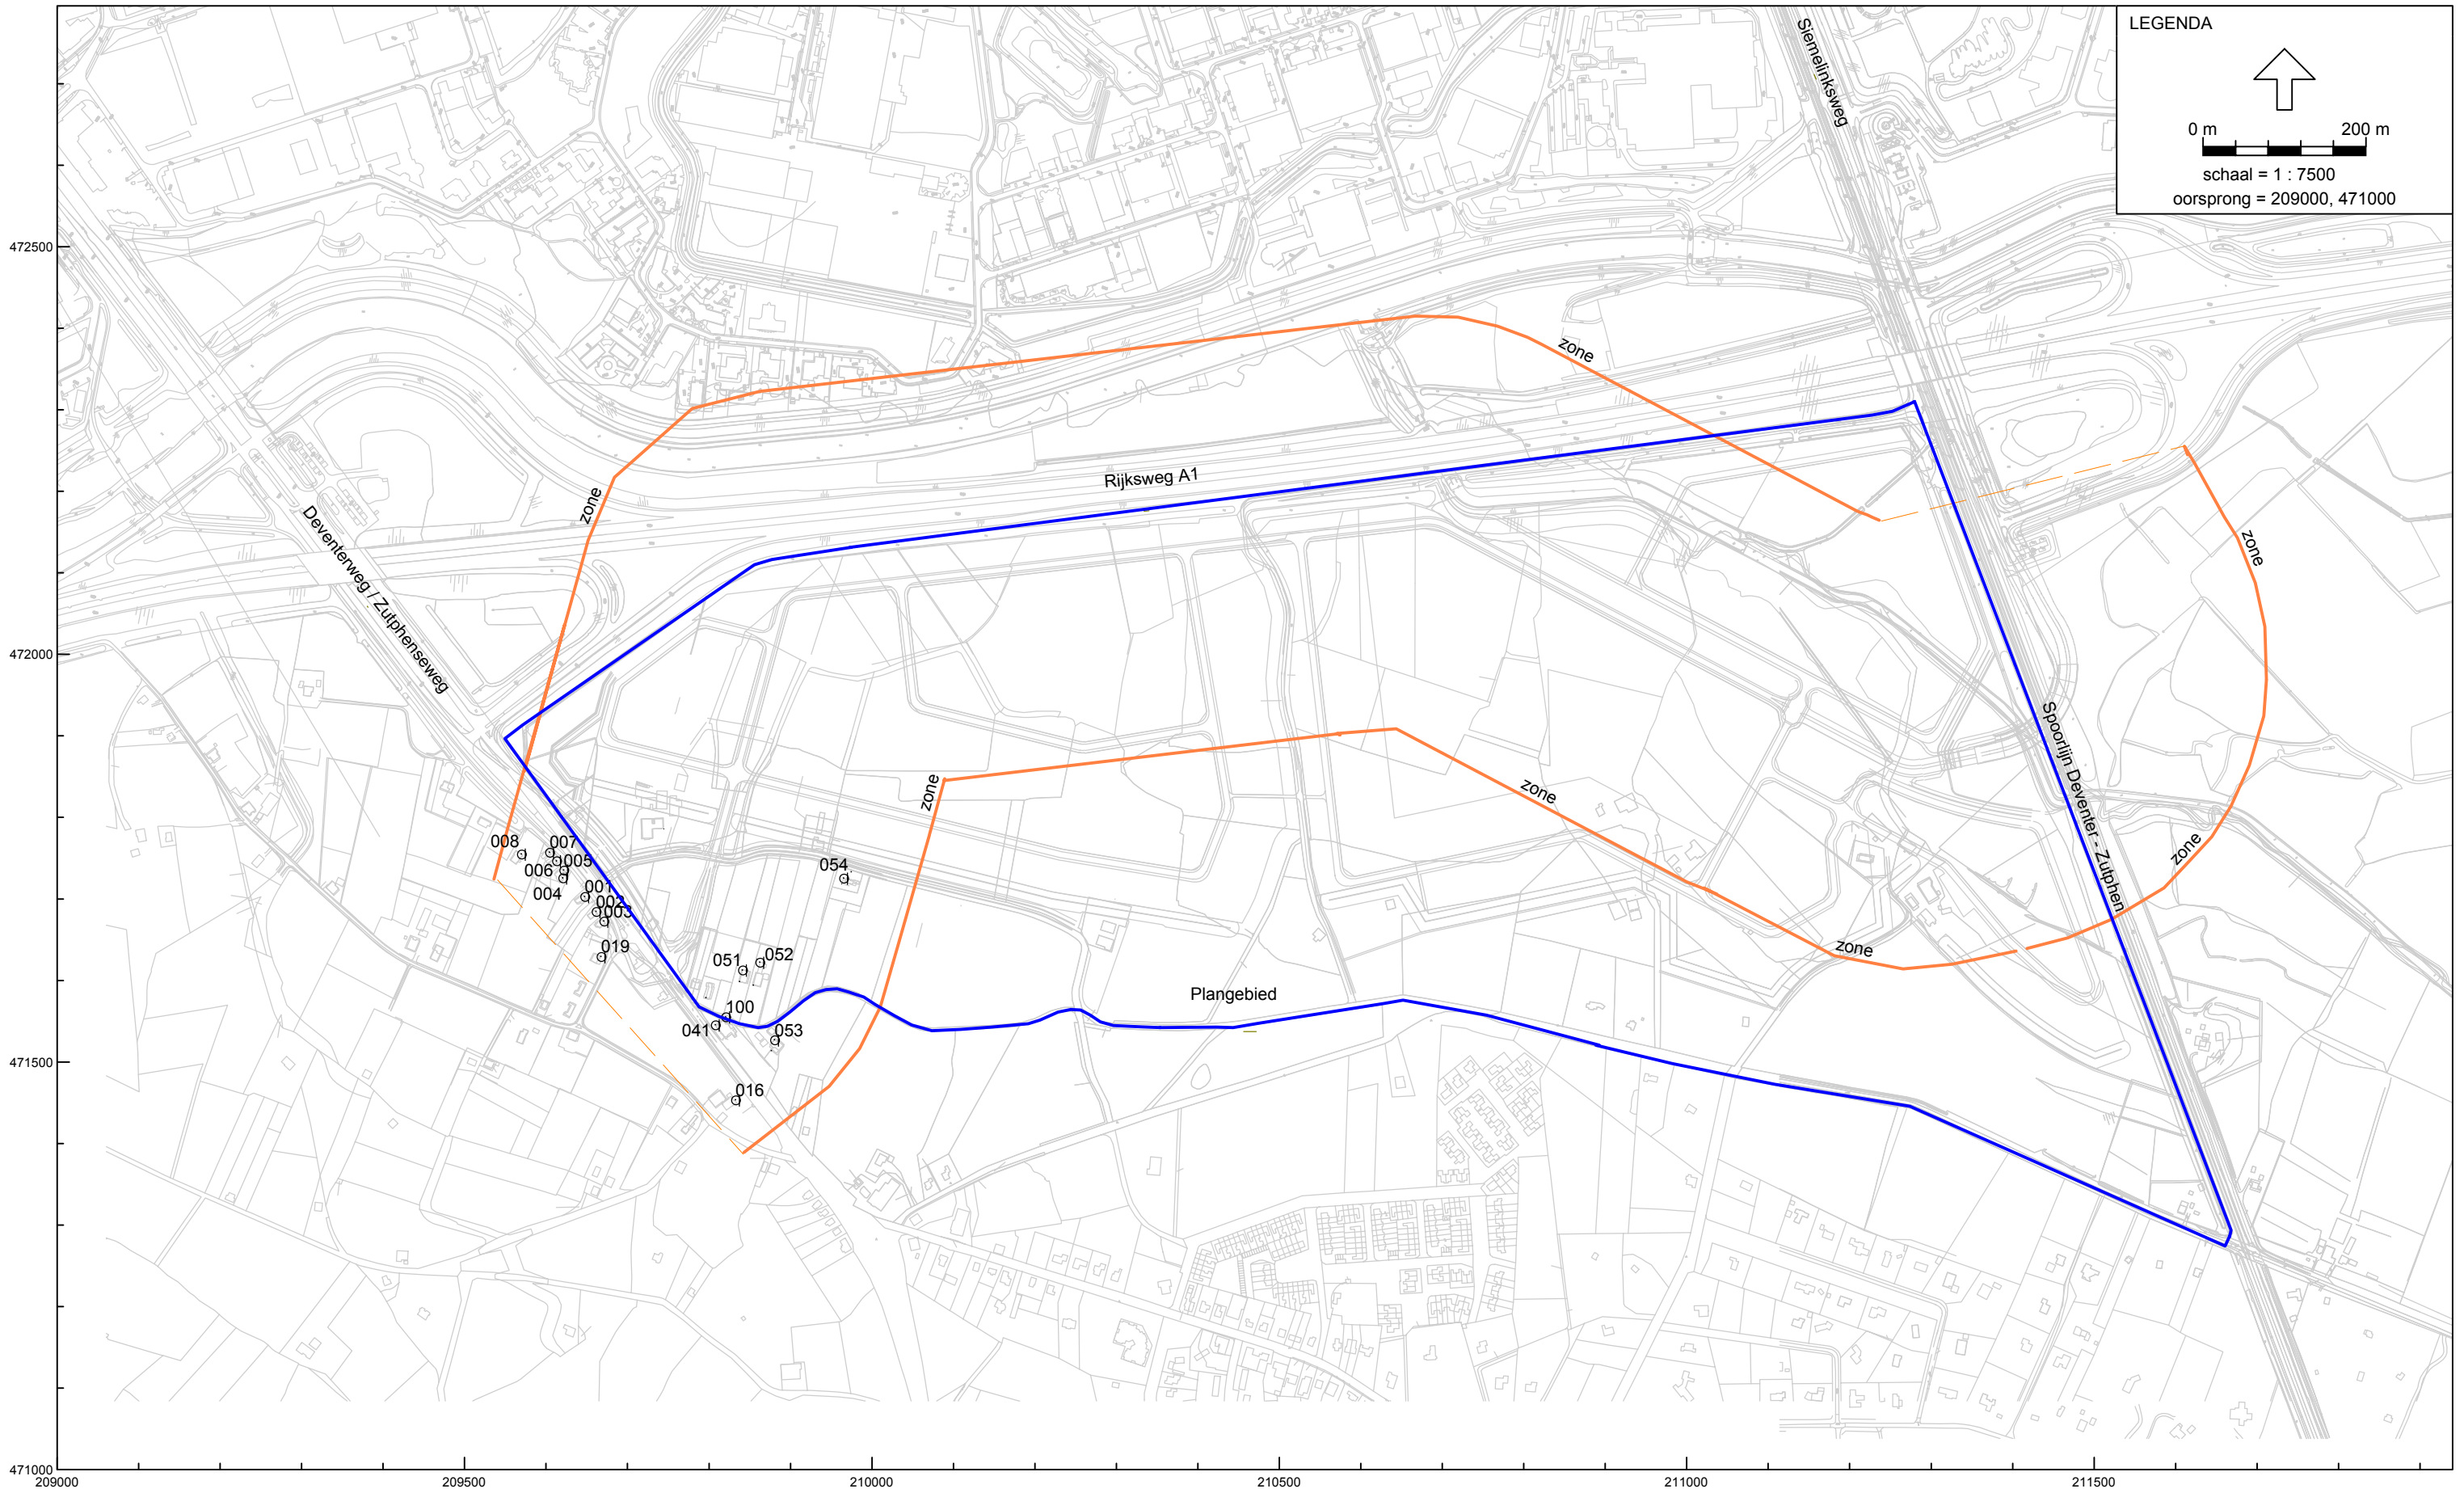 LEGENDA
0 m 200 m
schaal = 1 : 7500
oorsprong = 209000, 471000
Siemelinksweg
472500
zone
Rijksweg A1
zone
Deventerweg / Zutphenseweg
zone
472000
Spoorlijn Deventer - Zutphen
zone
zone
zone
zone
008
007
006
005
004
001
002
003
054
019
051
052
Plangebied
100
041
053
471500
016
471000
209000
209500
210000
210500
211000
211500